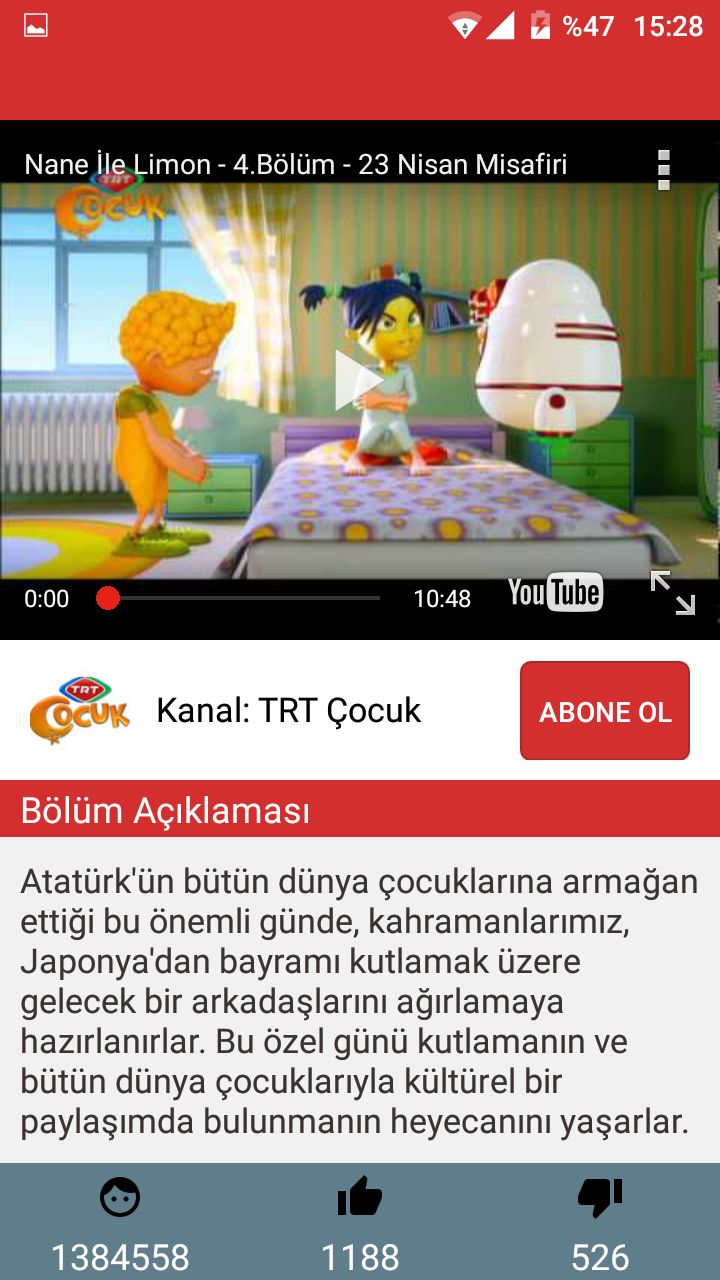 %47 15:28
Nane İle Limon - 4.Bölüm - 23 Nisan Misafiri
TRT
ÇOCUK
0:00
10:48
YouTube
TRT
ÇOCUK
Kanal: TRT Çocuk
ABONE OL
Bölüm Açıklaması
Atatürk'ün bütün dünya çocuklarına armağan
ettiği bu önemli günde, kahramanlarımız,
Japonya'dan bayramı kutlamak üzere
gelecek bir arkadaşlarını ağırlamaya
hazırlanırlar. Bu özel günü kutlamanın ve
bütün dünya çocuklarıyla kültürel bir
paylaşımda bulunmanın heyecanını yaşarlar.
1384558
1188
526